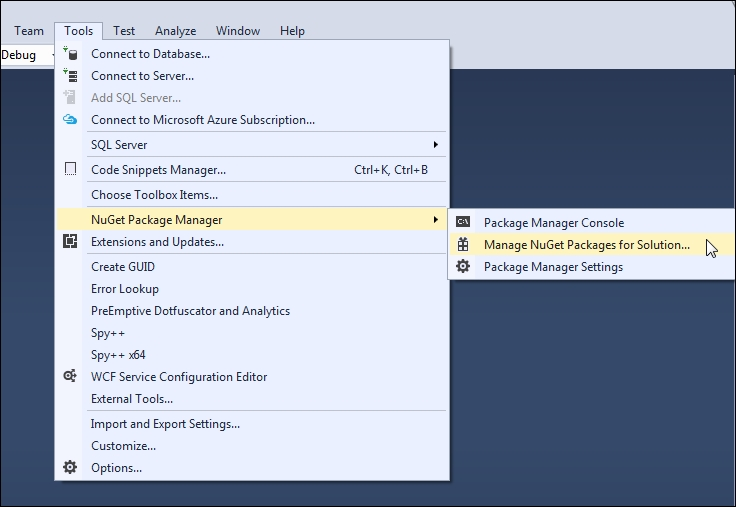 Team Tools Test Analyze Window Help
Debug
Connect to Database...
Connect to Server...
Add SQL Server...
Connect to Microsoft Azure Subscription...
SQL Server
Code Snippets Manager... Ctrl+K, Ctrl+B
Choose Toolbox Items...
NuGet Package Manager
Extensions and Updates...
Create GUID
Error Lookup
PreEmptive Dotfuscator and Analytics
Spy++
Spy++ x64
WCF Service Configuration Editor
External Tools...
Import and Export Settings...
Customize...
Options...
C:\ Package Manager Console
Manage NuGet Packages for Solution...
Package Manager Settings